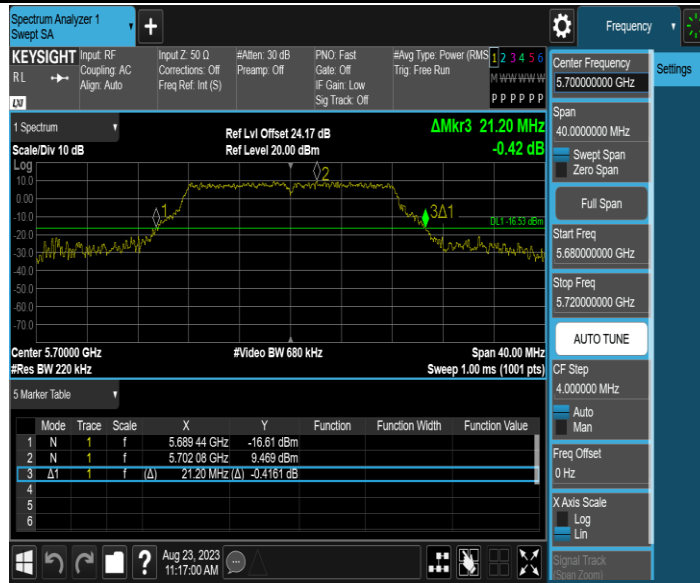 Spectrum Analyzer 1
Swept SA
+
Frequency
KEYSIGHT Input: RF Input Z: 50 Ω #Atten: 30 dB PNO: Fast #Avg Type: Power (RMS 1 2 3 4 5 6
RL Coupling: AC Corrections: Off Preamp: Off Gate: Off Trig: Free Run M W W W W W
Align: Auto Freq Ref: Int (S) IF Gain: Low
Sig Track: Off P P P P P P
LXI
1 Spectrum
Ref Lvl Offset 24.17 dB ΔMkr3 21.20 MHz
Scale/Div 10 dB Ref Level 20.00 dBm -0.42 dB
Log
10.0
0.00
-10.0
-20.0
-30.0
-40.0
-50.0
-60.0
-70.0
1
2
3Δ1
DL1 -16.53 dBm
Center 5.70000 GHz #Video BW 680 kHz Span 40.00 MHz
#Res BW 220 kHz Sweep 1.00 ms (1001 pts)
5 Marker Table
Mode Trace Scale X Y Function Function Width Function Value
1 N 1 f 5.689 44 GHz -16.61 dBm
2 N 1 f 5.702 08 GHz 9.469 dBm
3 Δ1 1 f (Δ) 21.20 MHz (Δ) -0.4161 dB
4
5
6
? Aug 23, 2023
11:17:00 AM
Center Frequency
5.700000000 GHz
Settings
Span
40.0000000 MHz
Swept Span
Zero Span
Full Span
Start Freq
5.680000000 GHz
Stop Freq
5.720000000 GHz
AUTO TUNE
CF Step
4.000000 MHz
Auto
Man
Freq Offset
0 Hz
X Axis Scale
Log
Lin
Signal Track
(Span Zoom)